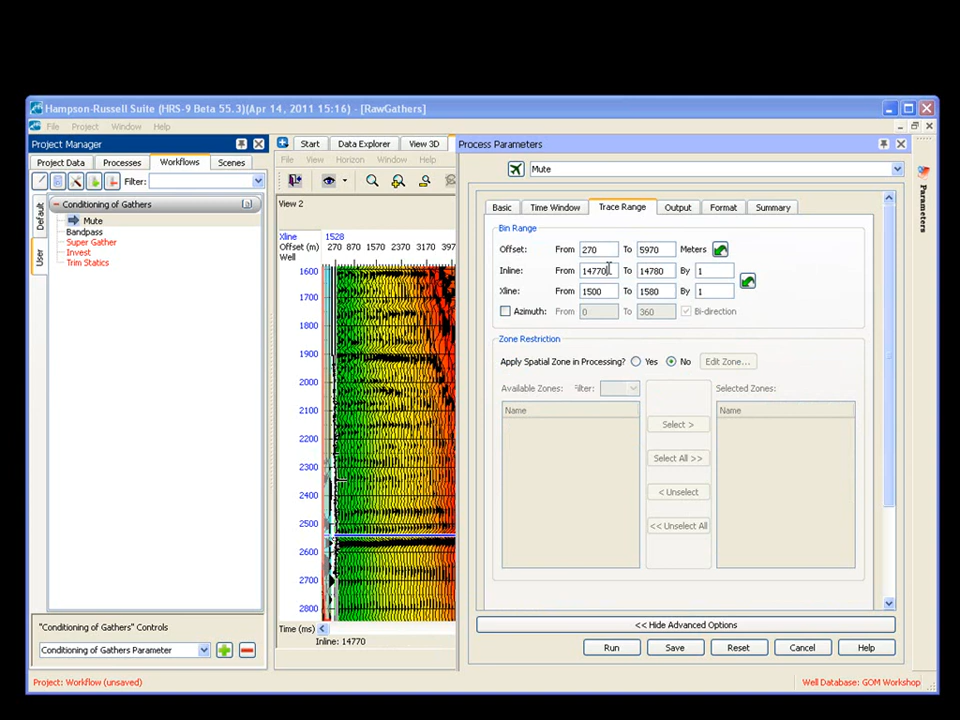 Hampson-Russell Suite (HRS-9 Beta 55.3)(Apr 14, 2011 15:16) - [RawGathers]
File Project Window Help
Project Manager
Project Data Processes Workflows Scenes
Filter:
Default
User
Conditioning of Gathers
Mute
Bandpass
Super Gather
Invest
Trim Statics
"Conditioning of Gathers" Controls
Conditioning of Gathers Parameter
Project: Workflow (unsaved)
Start Data Explorer View 3D
File View Horizon Window Help
View 2
Xline 1528
Offset (m) 270 870 1570 2370 3170 397
Well
1600
1700
1800
1900
2000
2100
2200
2300
2400
2500
2600
2700
2800
Time (ms)
Inline: 14770
Process Parameters
Mute
Basic Time Window Trace Range Output Format Summary
Bin Range
Offset: From 270 To 5970 Meters
Inline: From 14770 To 14780 By 1
Xline: From 1500 To 1580 By 1
Azimuth: From 0 To 360 Bi-direction
Zone Restriction
Apply Spatial Zone in Processing? Yes No Edit Zone...
Available Zones: Filter: Selected Zones:
Name Name
Select >
Select All >>
< Unselect
<< Unselect All
<< Hide Advanced Options
Run Save Reset Cancel Help
Parameters
Well Database: GOM Workshop